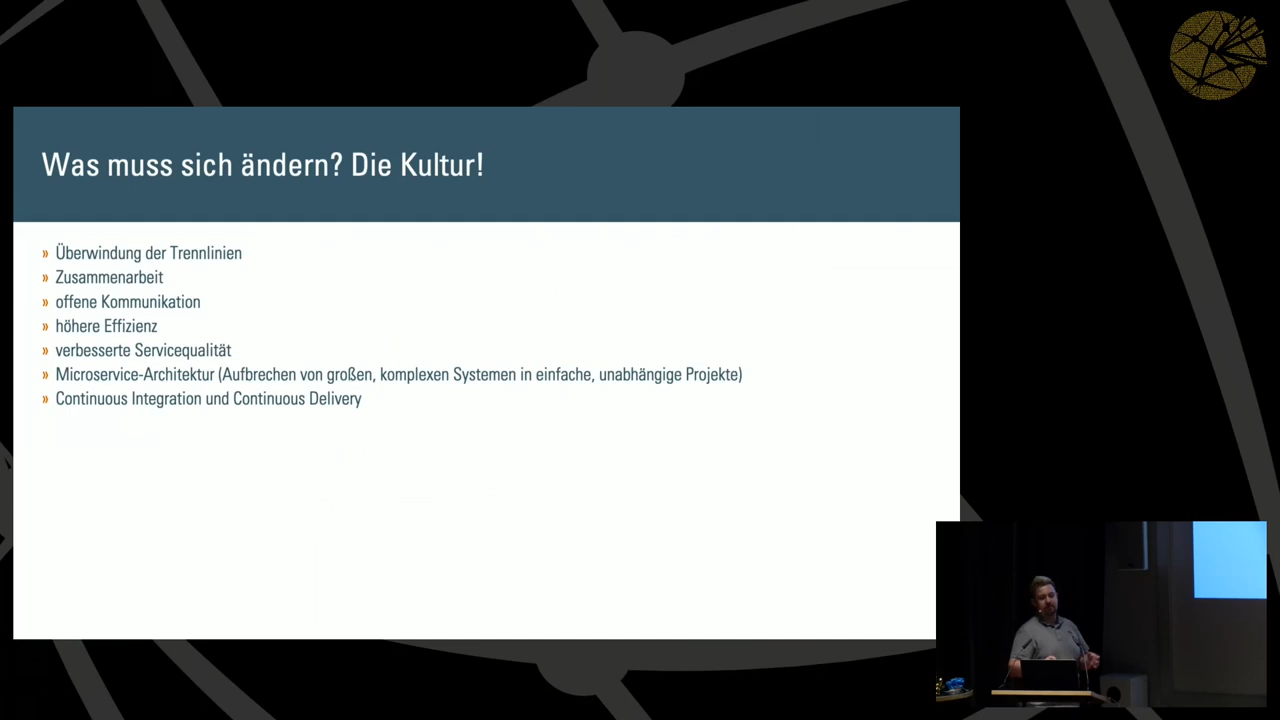 Was muss sich ändern? Die Kultur!
» Überwindung der Trennlinien
» Zusammenarbeit
» offene Kommunikation
» höhere Effizienz
» verbesserte Servicequalität
» Microservice-Architektur (Aufbrechen von großen, komplexen Systemen in einfache, unabhängige Projekte)
» Continuous Integration und Continuous Delivery